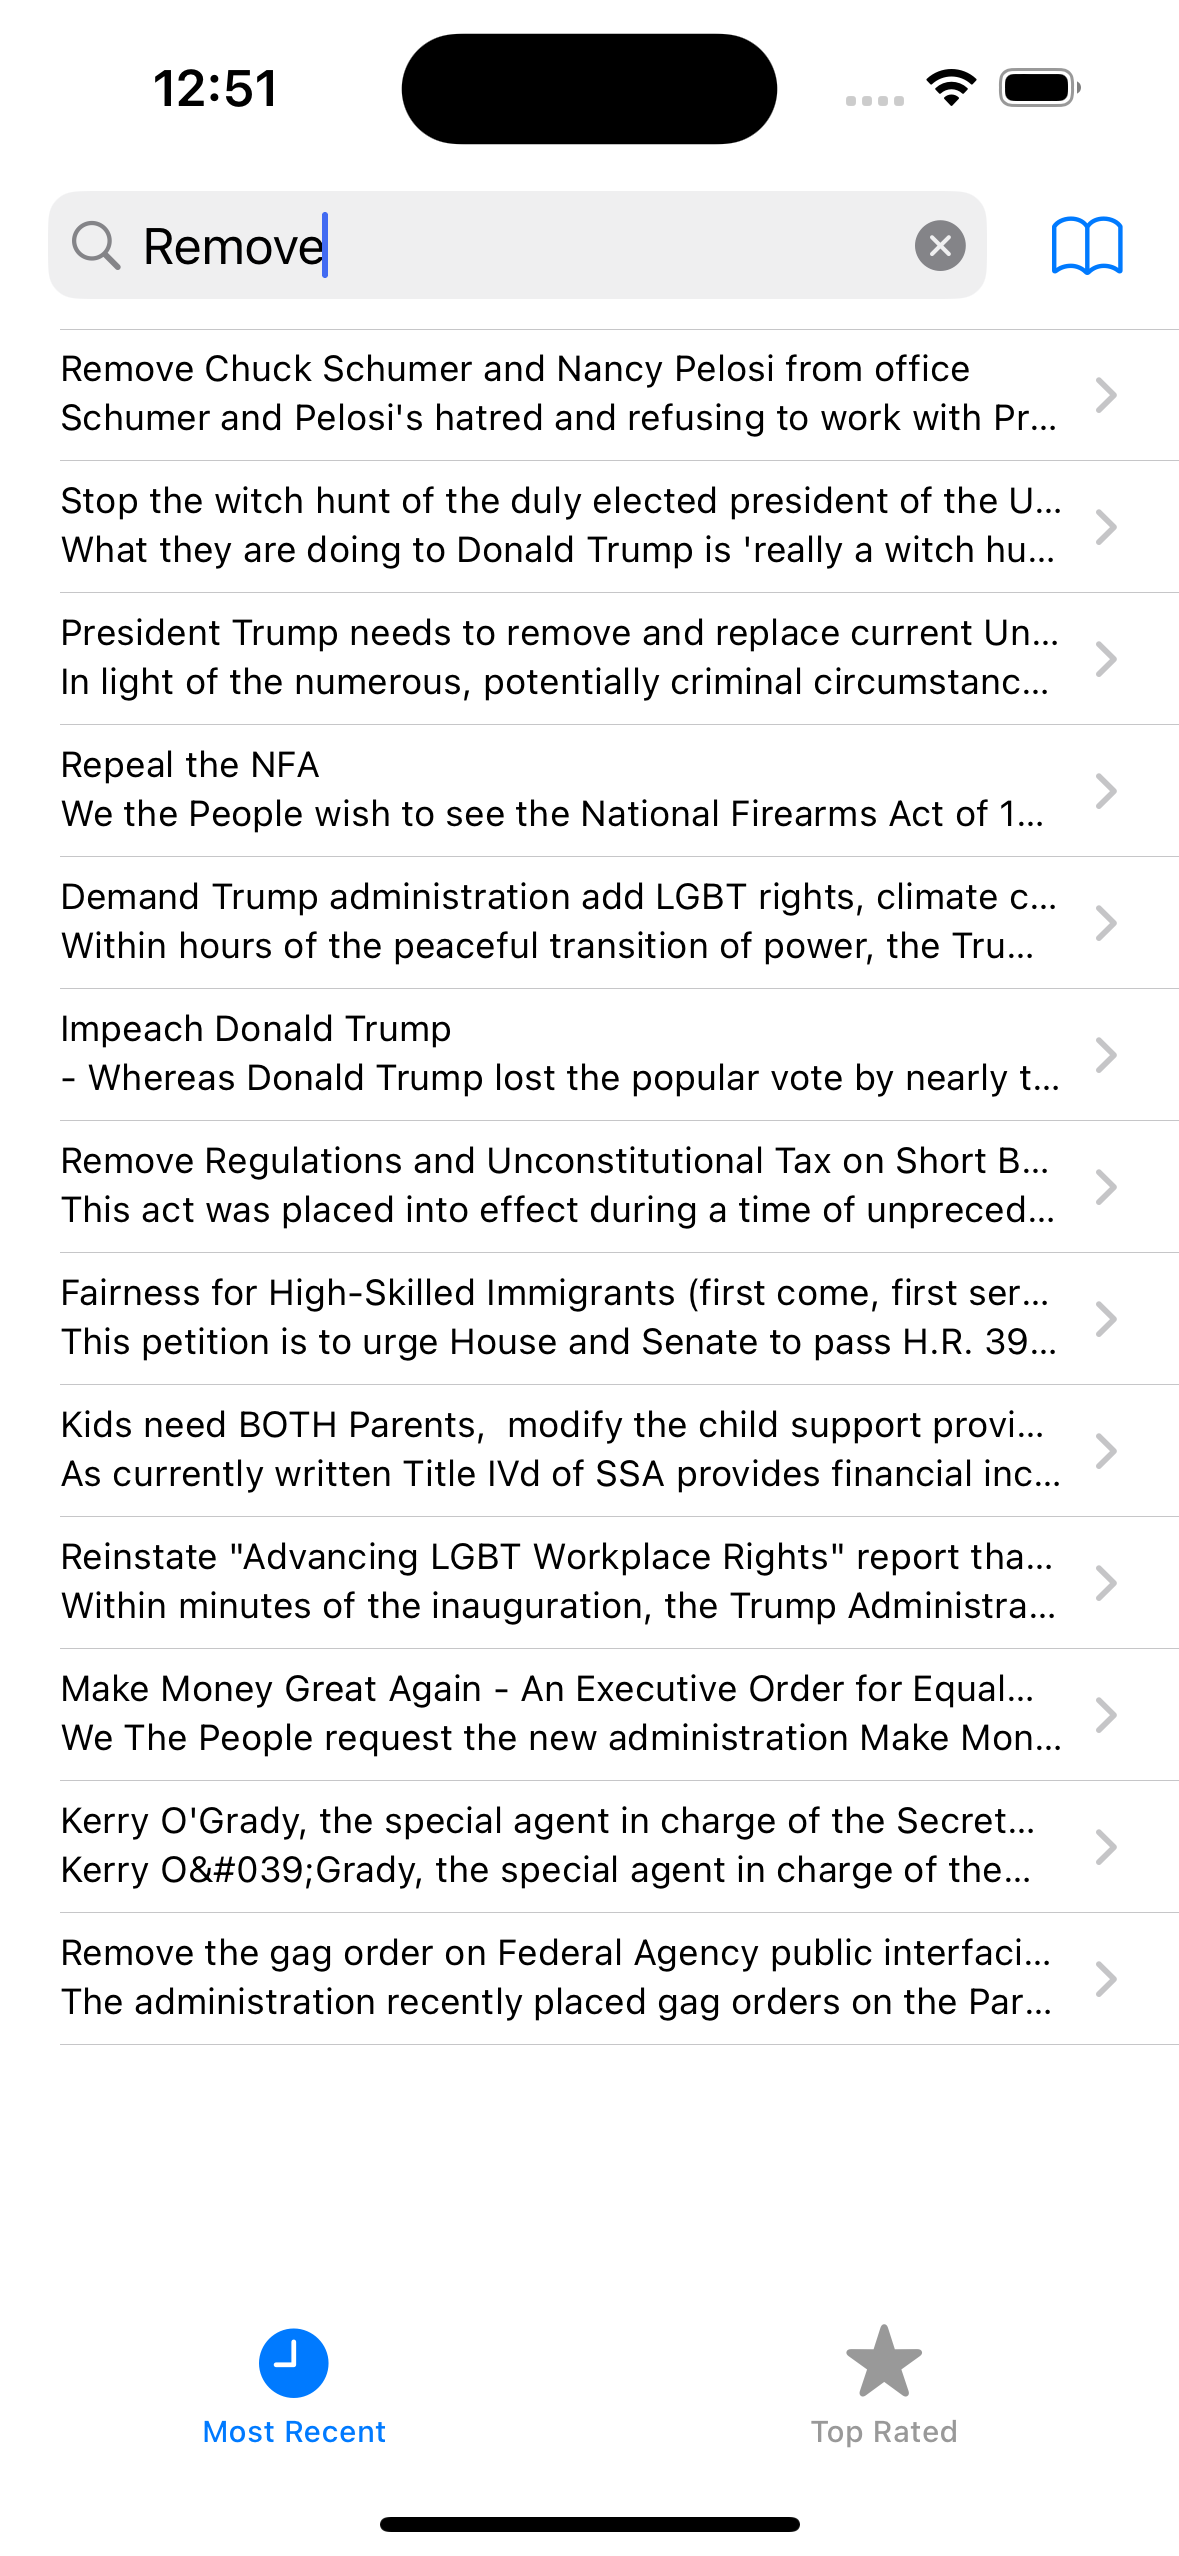 12:51
Remove
Remove Chuck Schumer and Nancy Pelosi from office
Schumer and Pelosi's hatred and refusing to work with Pr...
Stop the witch hunt of the duly elected president of the U...
What they are doing to Donald Trump is 'really a witch hu...
President Trump needs to remove and replace current Un...
In light of the numerous, potentially criminal circumstanc...
Repeal the NFA
We the People wish to see the National Firearms Act of 1...
Demand Trump administration add LGBT rights, climate c...
Within hours of the peaceful transition of power, the Tru...
Impeach Donald Trump
- Whereas Donald Trump lost the popular vote by nearly t...
Remove Regulations and Unconstitutional Tax on Short B...
This act was placed into effect during a time of unpreced...
Fairness for High-Skilled Immigrants (first come, first ser...
This petition is to urge House and Senate to pass H.R. 39...
Kids need BOTH Parents,  modify the child support provi...
As currently written Title IVd of SSA provides financial inc...
Reinstate "Advancing LGBT Workplace Rights" report tha...
Within minutes of the inauguration, the Trump Administra...
Make Money Great Again - An Executive Order for Equal...
We The People request the new administration Make Mon...
Kerry O'Grady, the special agent in charge of the Secret...
Kerry O&#039;Grady, the special agent in charge of the...
Remove the gag order on Federal Agency public interfaci...
The administration recently placed gag orders on the Par...
Most Recent
Top Rated